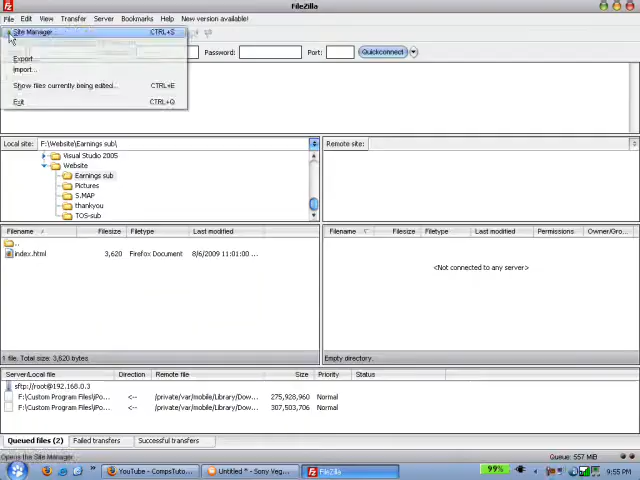 FileZilla
File Edit View Transfer Server Bookmarks Help New version available!
Site Manager... CTRL+S
Password: Port: Quickconnect
Export...
Import...
Show files currently being edited... CTRL+E
Exit CTRL+Q
Local site: F:\Website\Earnings sub\ Remote site:
Visual Studio 2005
Website
Earnings sub
Pictures
S.MAP
thankyou
TOS-sub
Filename Filesize Filetype Last modified
..
index.html 3,620 Firefox Document 8/6/2009 11:01:00 ...
1 file. Total size: 3,620 bytes
Filename Filesize Filetype Last modified Permissions Owner/Gro...
<Not connected to any server>
Empty directory.
Server/Local file Direction Remote file Size Priority Status
sftp://root@192.168.0.3
F:\Custom Program Files\iPo... <-- /private/var/mobile/Library/Dow... 275,928,960 Normal
F:\Custom Program Files\iPo... <-- /private/var/mobile/Library/Dow... 307,503,706 Normal
Queued files (2) Failed transfers Successful transfers
Opens the Site Manager Queue: 557 MiB
YouTube - CompsTuto... Untitled * - Sony Veg... FileZilla 99% 9:55 PM